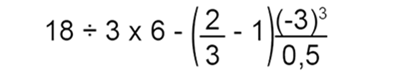 18 ÷ 3 x 6 - (2/3 - 1) (-3)³/0,5